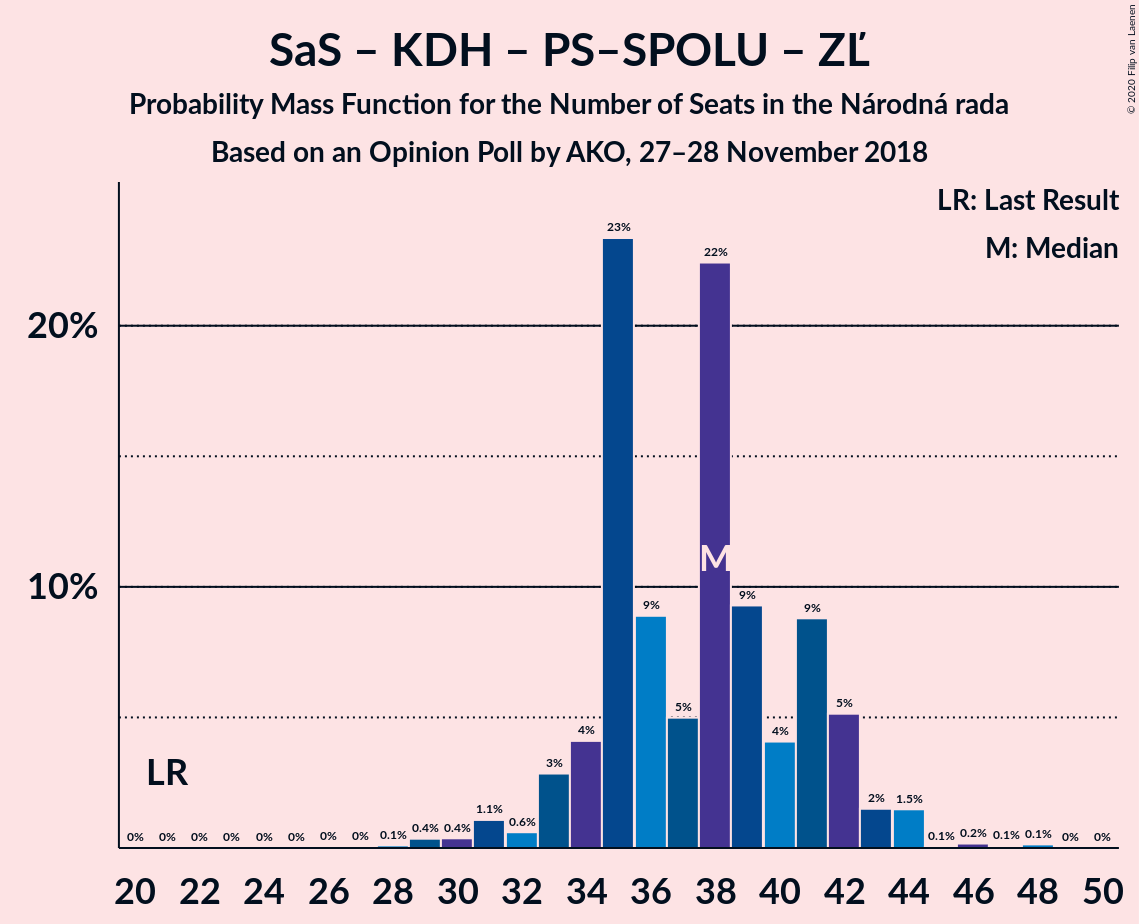 SaS – KDH – PS–SPOLU – ZĽ
Probability Mass Function for the Number of Seats in the Národná rada
Based on an Opinion Poll by AKO, 27–28 November 2018
© 2020 Filip van Laenen
LR: Last Result
M: Median
20%
10%
LR
M
0% 0% 0% 0% 0% 0% 0% 0% 0.1% 0.4% 0.4% 1.1% 0.6% 3% 4% 23% 9% 5% 22% 9% 4% 9% 5% 2% 1.5% 0.1% 0.2% 0.1% 0.1% 0% 0%
20 22 24 26 28 30 32 34 36 38 40 42 44 46 48 50